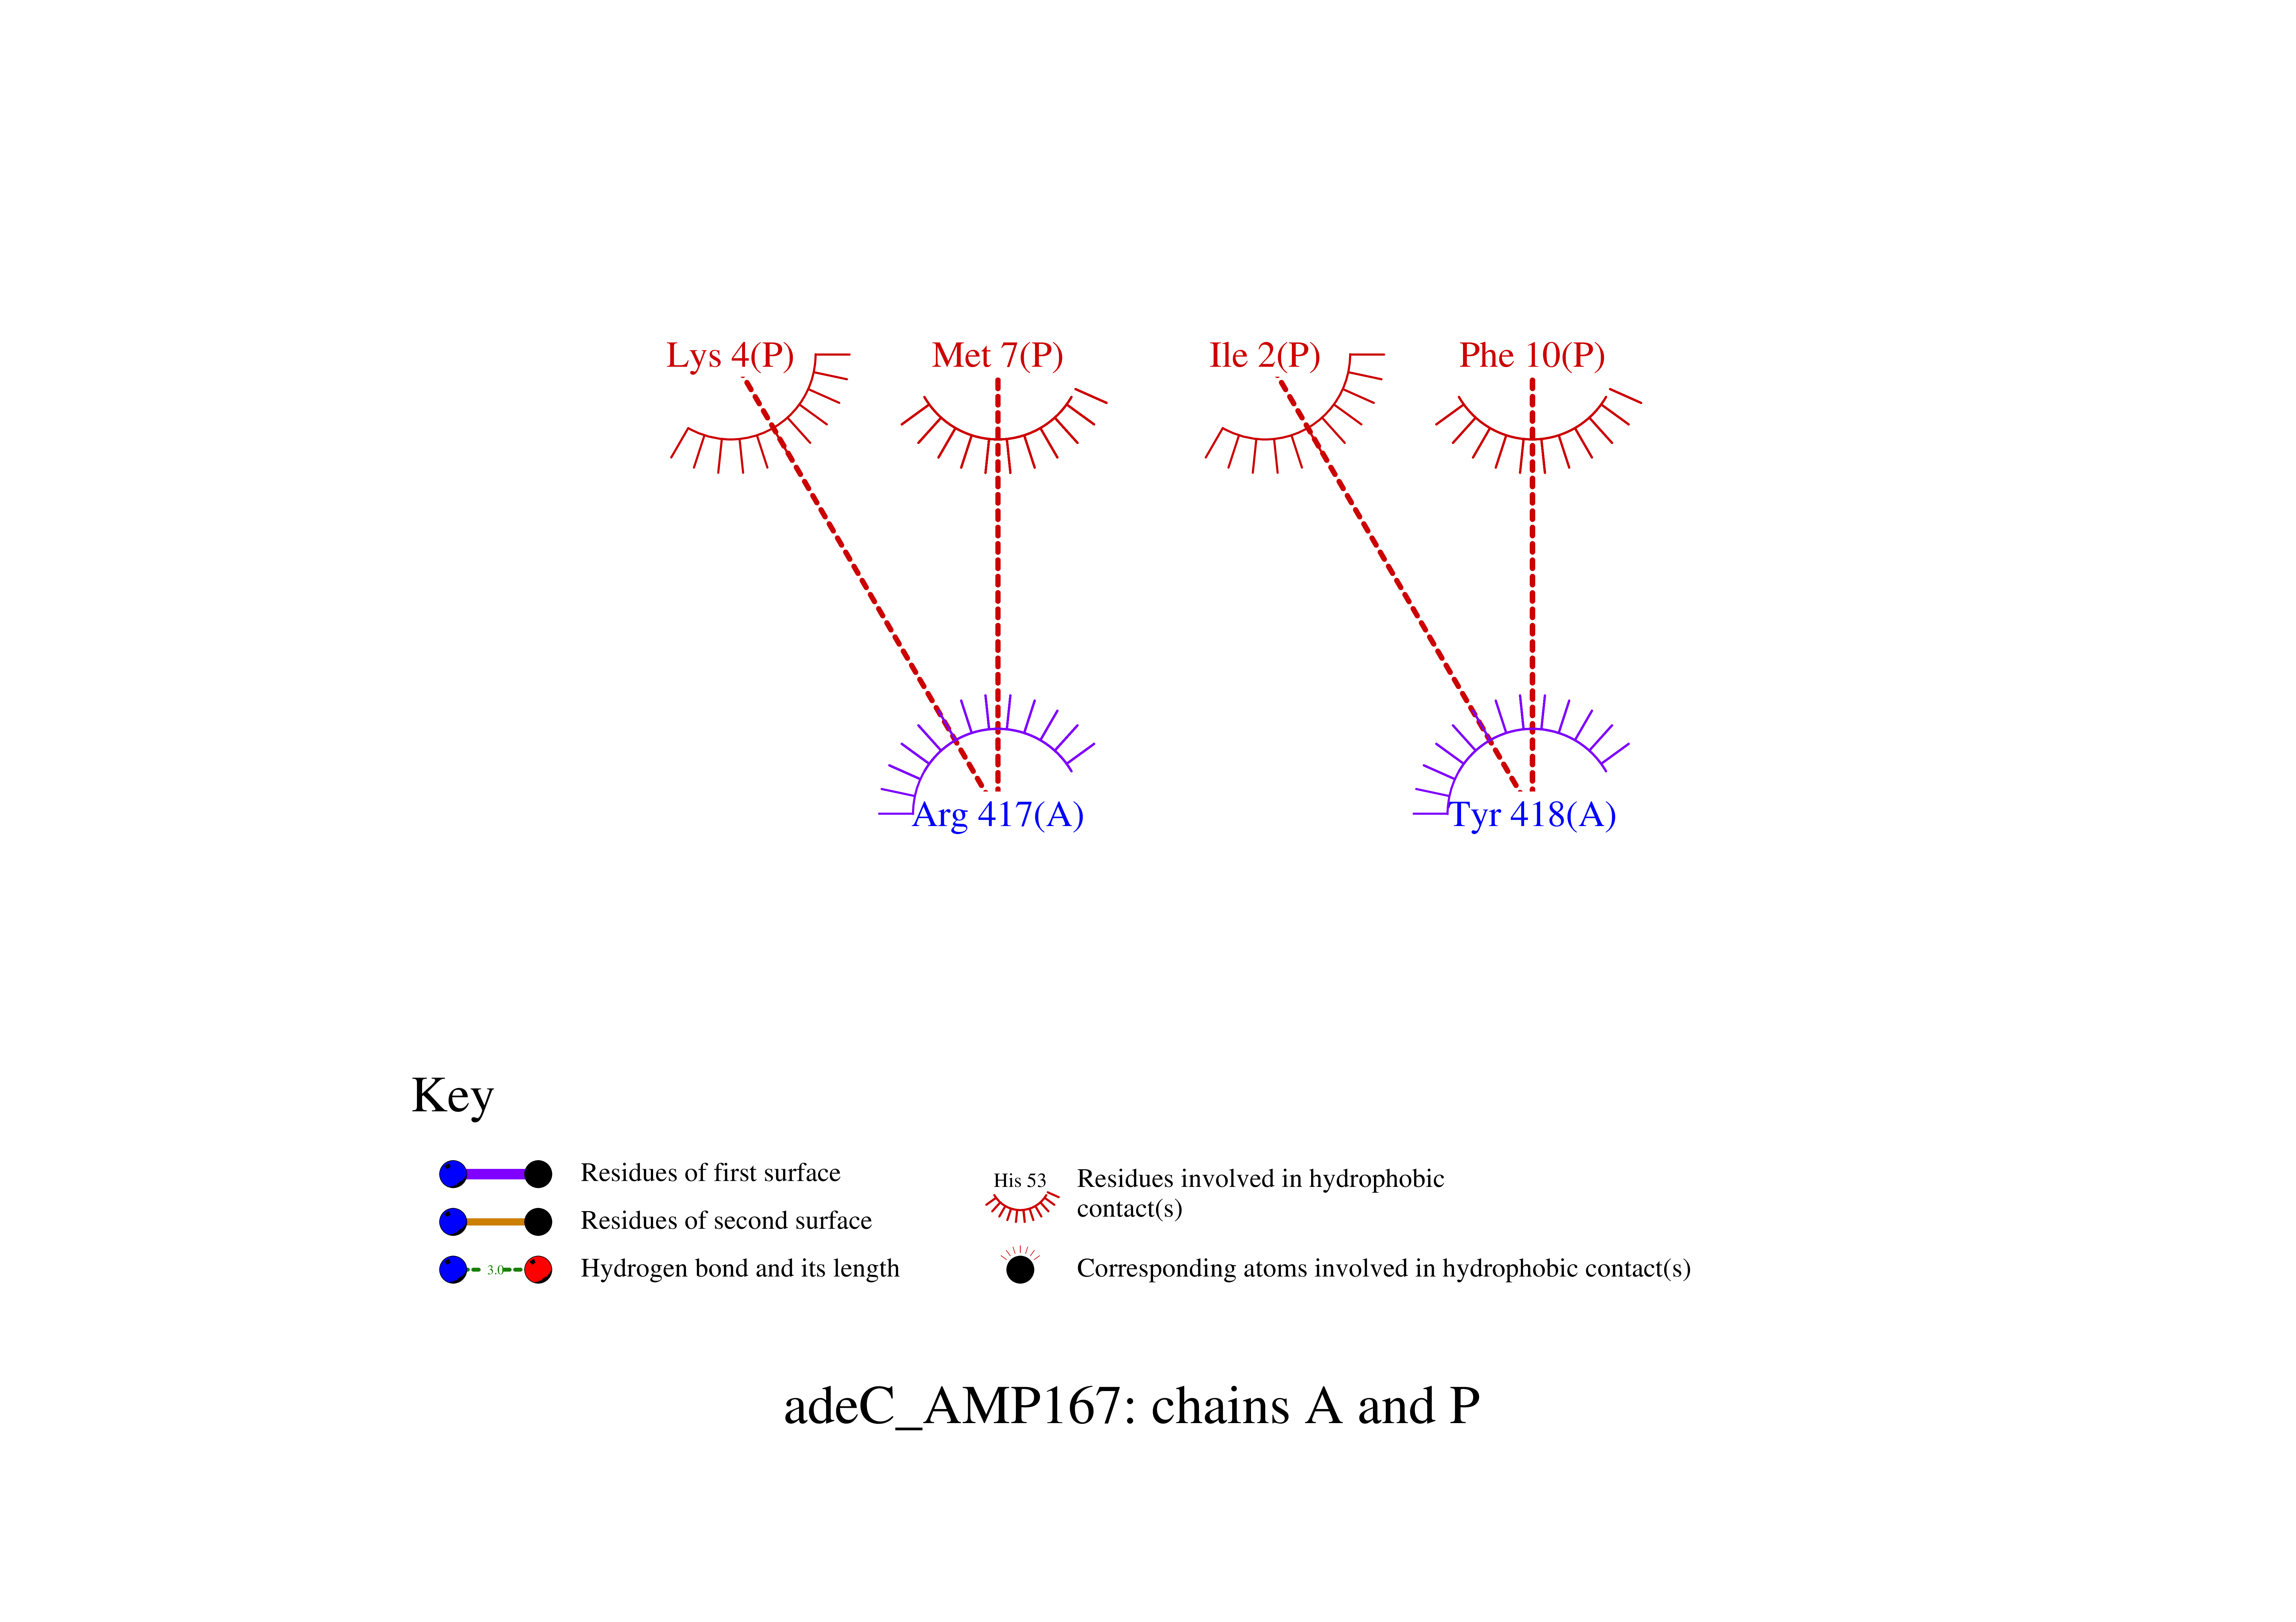 Lys 4(P) Met 7(P) Ile 2(P) Phe 10(P)
Arg 417(A) Tyr 418(A)
Key
Residues of first surface
Residues of second surface
3.0 Hydrogen bond and its length
His 53 Residues involved in hydrophobic
contact(s)
Corresponding atoms involved in hydrophobic contact(s)
adeC_AMP167: chains A and P